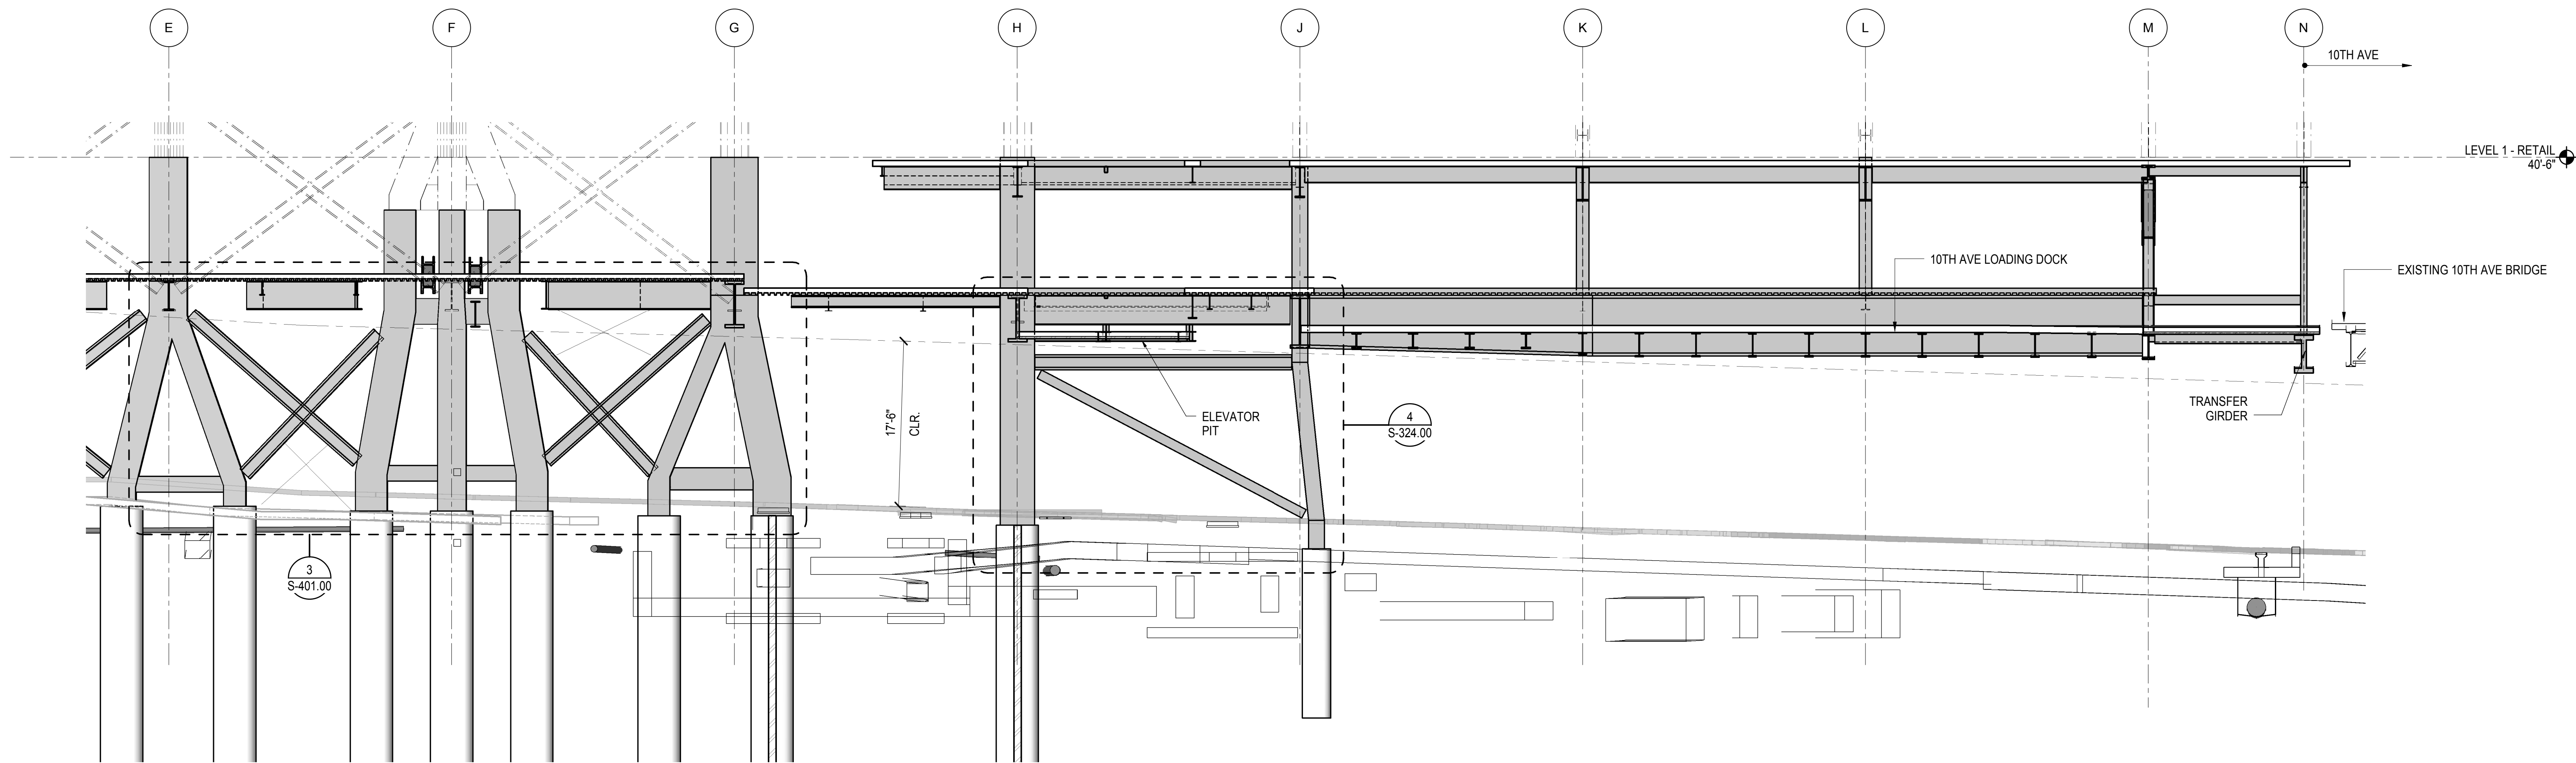 E
F
G
H
J
K
L
M
N
10TH AVE
LEVEL 1 - RETAIL
40'-6"
10TH AVE LOADING DOCK
EXISTING 10TH AVE BRIDGE
17'-6"
CLR.
ELEVATOR
PIT
4
S-324.00
TRANSFER
GIRDER
3
S-401.00